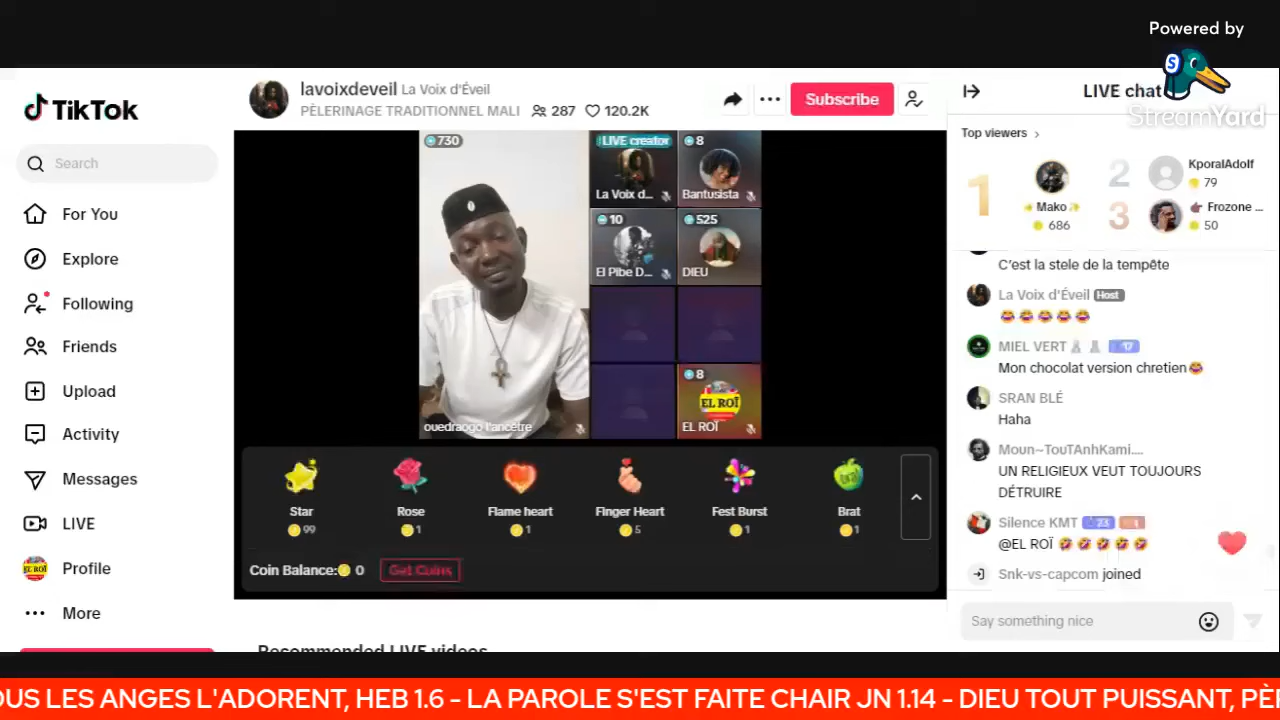 Powered by
StreamYard
TikTok
Search
For You
Explore
Following
Friends
Upload
Activity
Messages
LIVE
Profile
More
lavoixdeveil La Voix d'Éveil
PÈLERINAGE TRADITIONNEL MALI 287 120.2K
Subscribe
730
LIVE creator
La Voix d...
8
Bantusista
10
El Pibe D...
525
DIEU
ouedraogo l'ancêtre
8
EL ROÏ
EL ROÏ
Star
99
Rose
1
Flame heart
1
Finger Heart
5
Fest Burst
1
Brat
1
Coin Balance: 0 Get Coins
Recommended LIVE videos
LIVE chat
Top viewers
1
Mako
686
2
KporalAdolf
79
3
Frozone ...
50
C'est la stele de la tempête
La Voix d'Éveil Host
MIEL VERT 17
Mon chocolat version chretien
SRAN BLÉ
Haha
Moun~TouTAnhKami....
UN RELIGIEUX VEUT TOUJOURS
DÉTRUIRE
Silence KMT 23
@EL ROÏ
Snk-vs-capcom joined
Say something nice
OUS LES ANGES L'ADORENT, HEB 1.6 - LA PAROLE S'EST FAITE CHAIR JN 1.14 - DIEU TOUT PUISSANT, PÈ